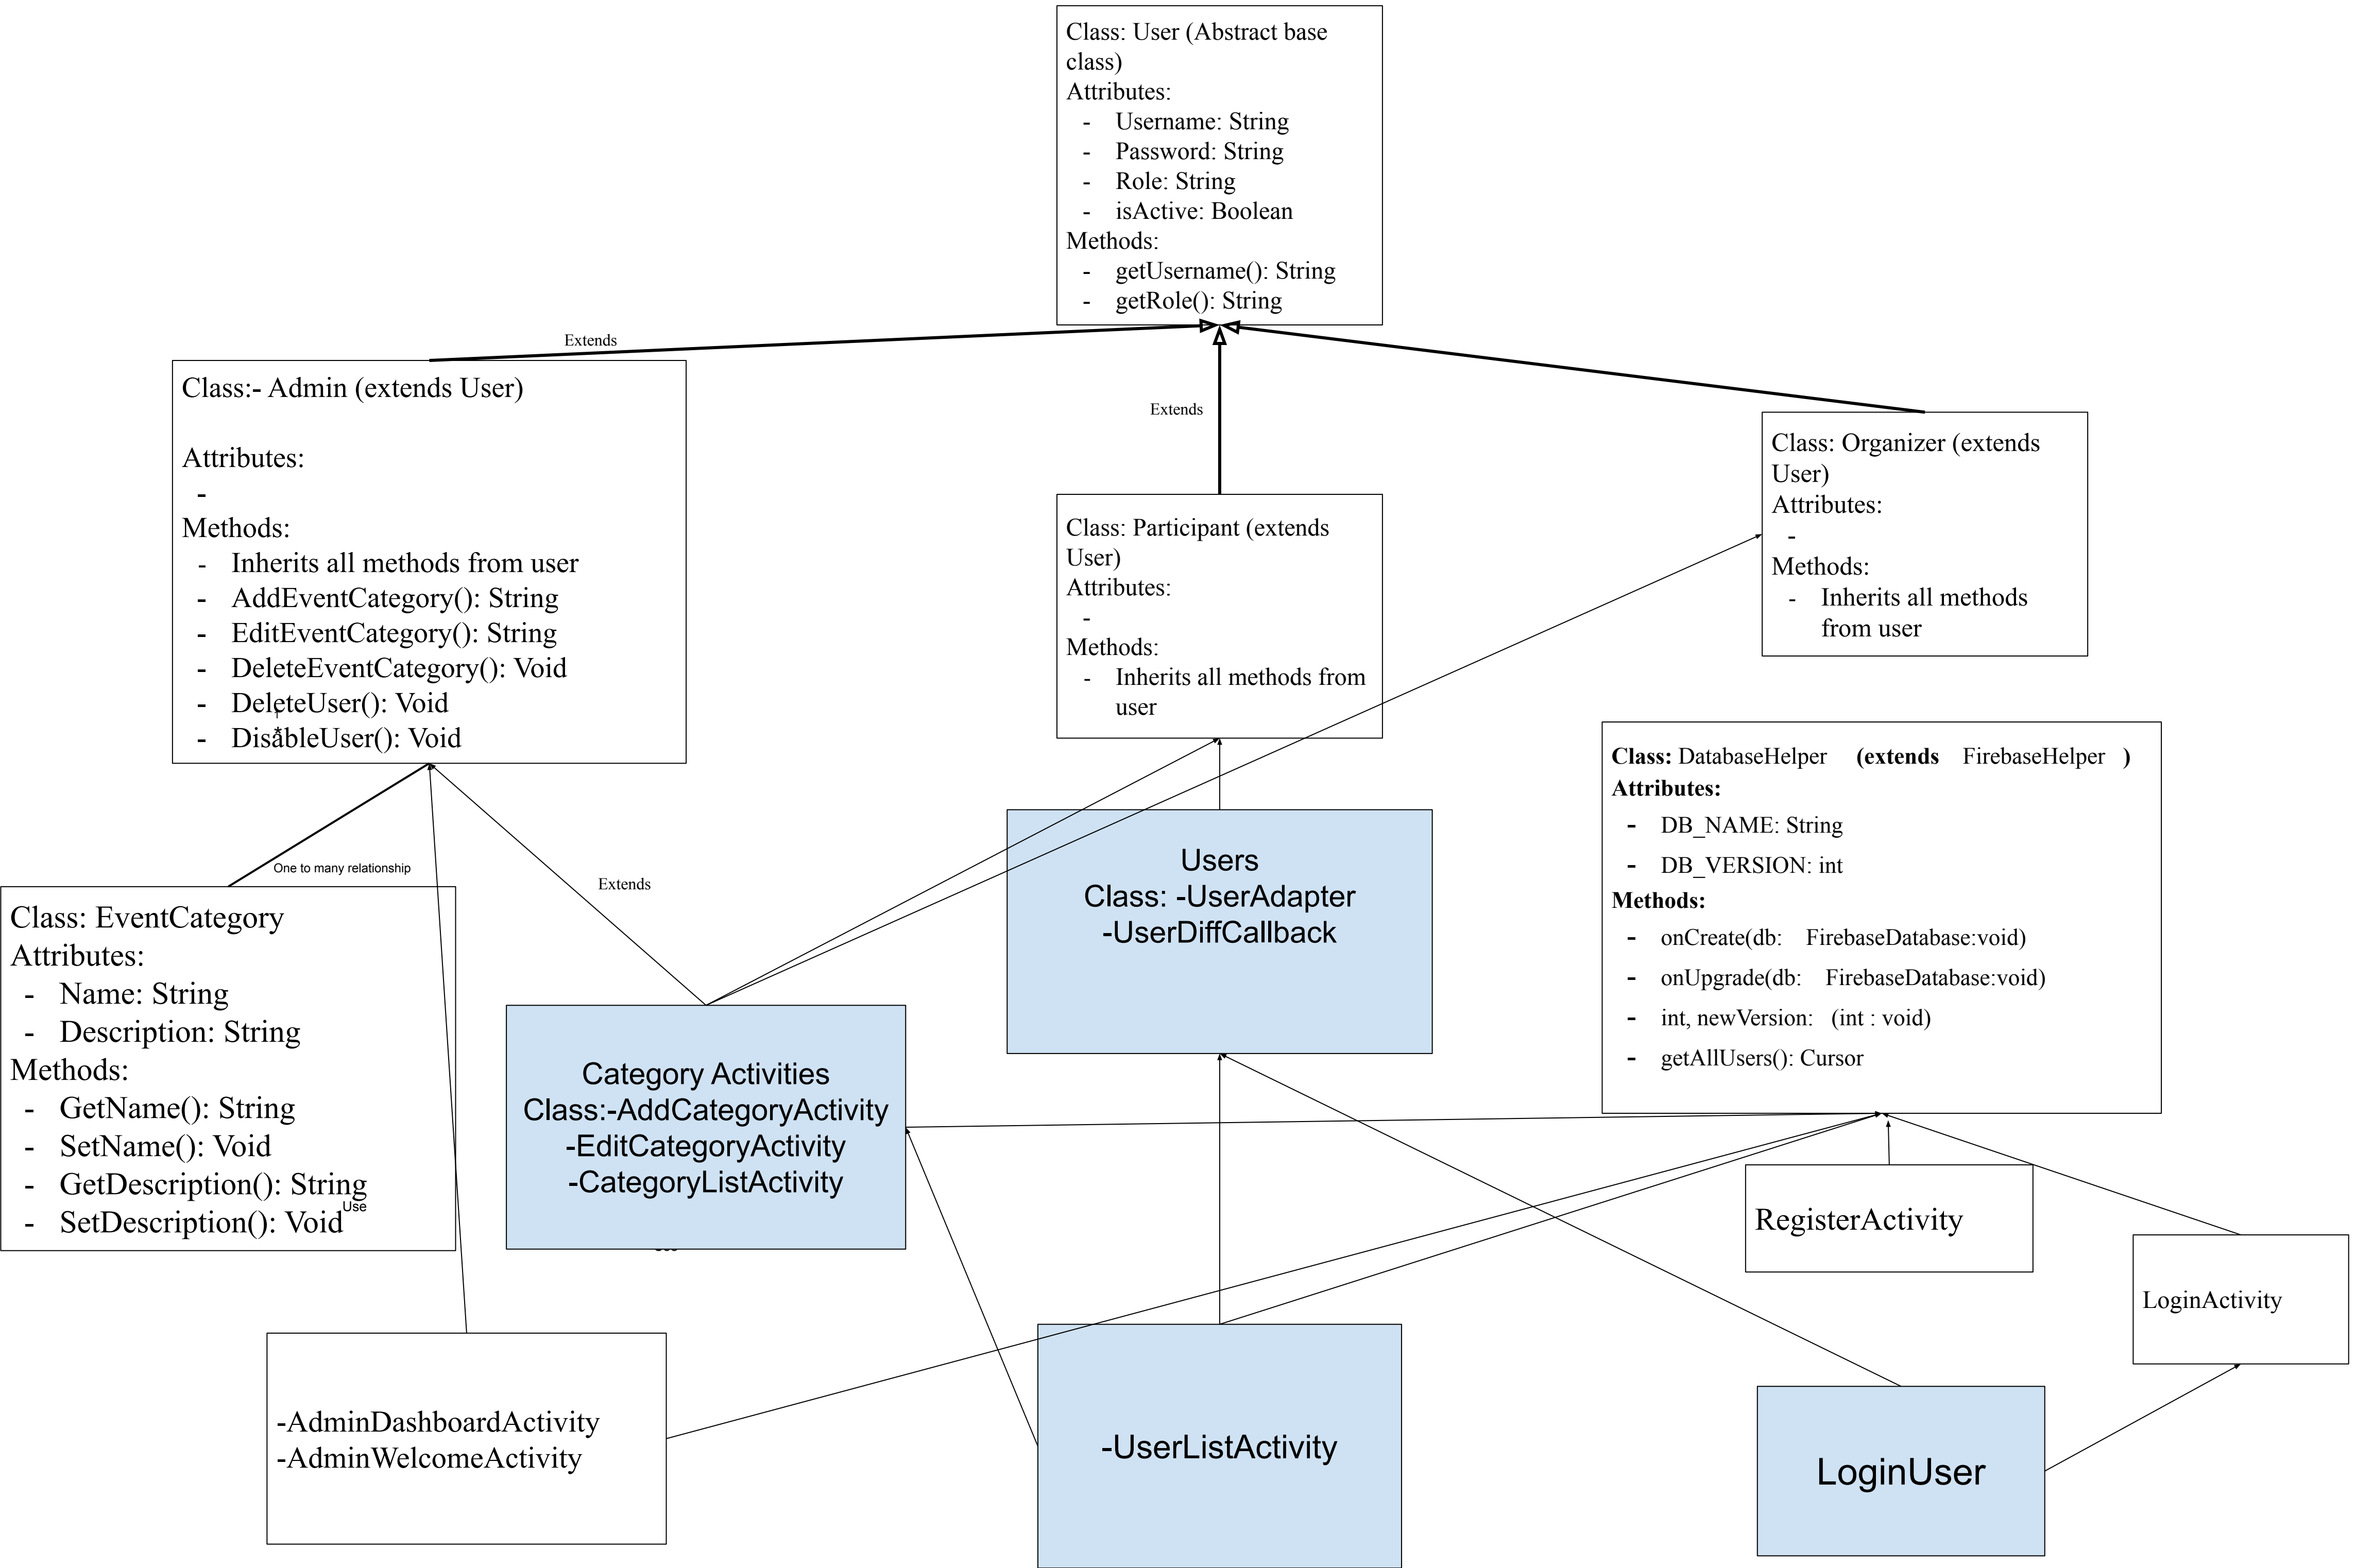 Class: User (Abstract base
class)
Attributes:
- Username: String
- Password: String
- Role: String
- isActive: Boolean
Methods:
- getUsername(): String
- getRole(): String
Extends
Extends
Class:- Admin (extends User)
Attributes:
-
Methods:
- Inherits all methods from user
- AddEventCategory(): String
- EditEventCategory(): String
- DeleteEventCategory(): Void
- DeleteUser(): Void
- DisableUser(): Void
Class: Participant (extends
User)
Attributes:
-
Methods:
- Inherits all methods from
user
Class: Organizer (extends
User)
Attributes:
-
Methods:
- Inherits all methods
from user
Class: DatabaseHelper (extends FirebaseHelper )
Attributes:
- DB_NAME: String
- DB_VERSION: int
Methods:
- onCreate(db: FirebaseDatabase:void)
- onUpgrade(db: FirebaseDatabase:void)
- int, newVersion: (int : void)
- getAllUsers(): Cursor
One to many relationship
Extends
Class: EventCategory
Attributes:
- Name: String
- Description: String
Methods:
- GetName(): String
- SetName(): Void
- GetDescription(): String
- SetDescription(): Void
Use
Users
Class: -UserAdapter
-UserDiffCallback
Category Activities
Class:-AddCategoryActivity
-EditCategoryActivity
-CategoryListActivity
RegisterActivity
LoginActivity
-AdminDashboardActivity
-AdminWelcomeActivity
-UserListActivity
LoginUser